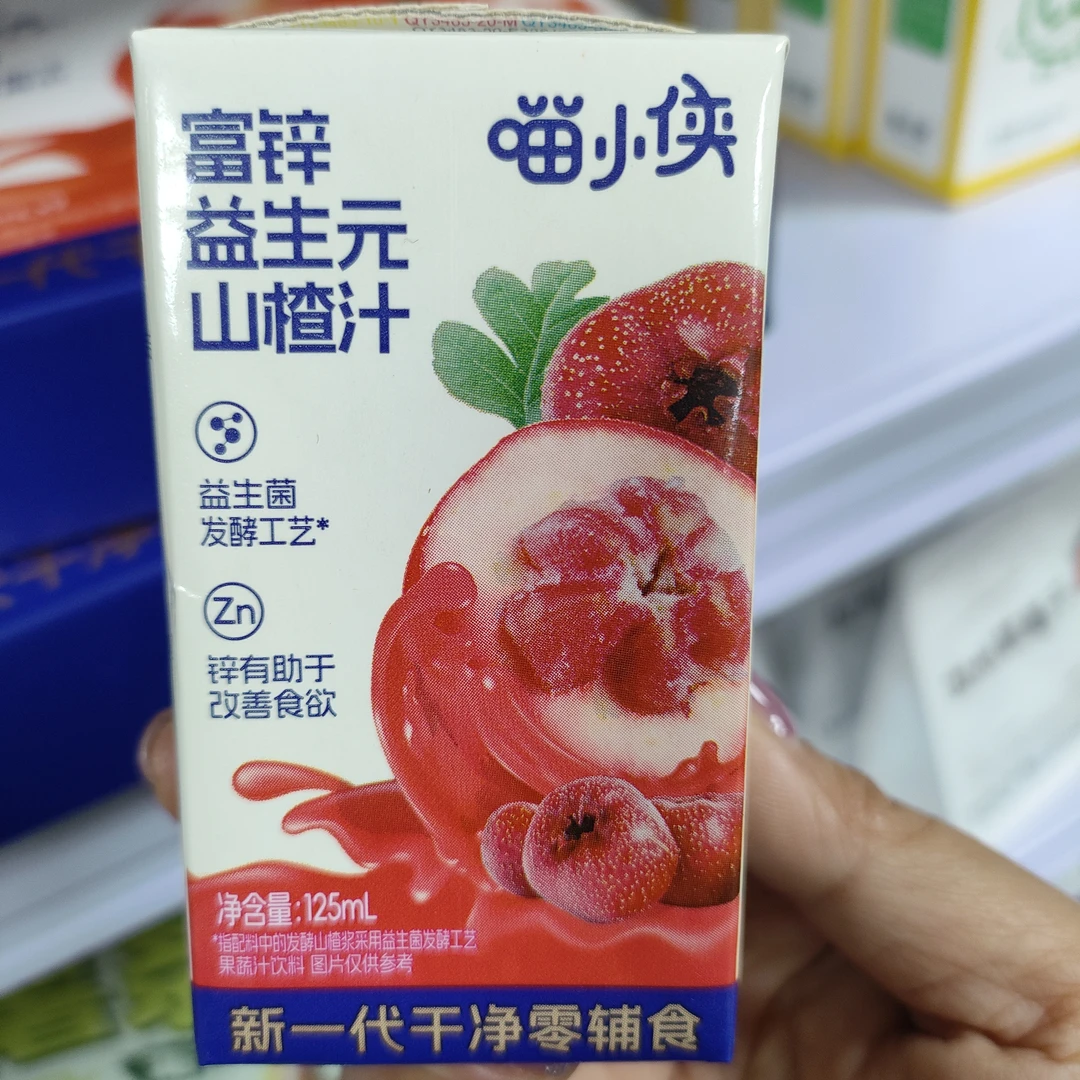 喵小侠
富锌
益生元
山楂汁
益生菌
发酵工艺*
Zn
锌有助于
改善食欲
净含量:125mL
*指配料中的发酵山楂浆采用益生菌发酵工艺
果蔬汁饮料 图片仅供参考
新一代干净零辅食